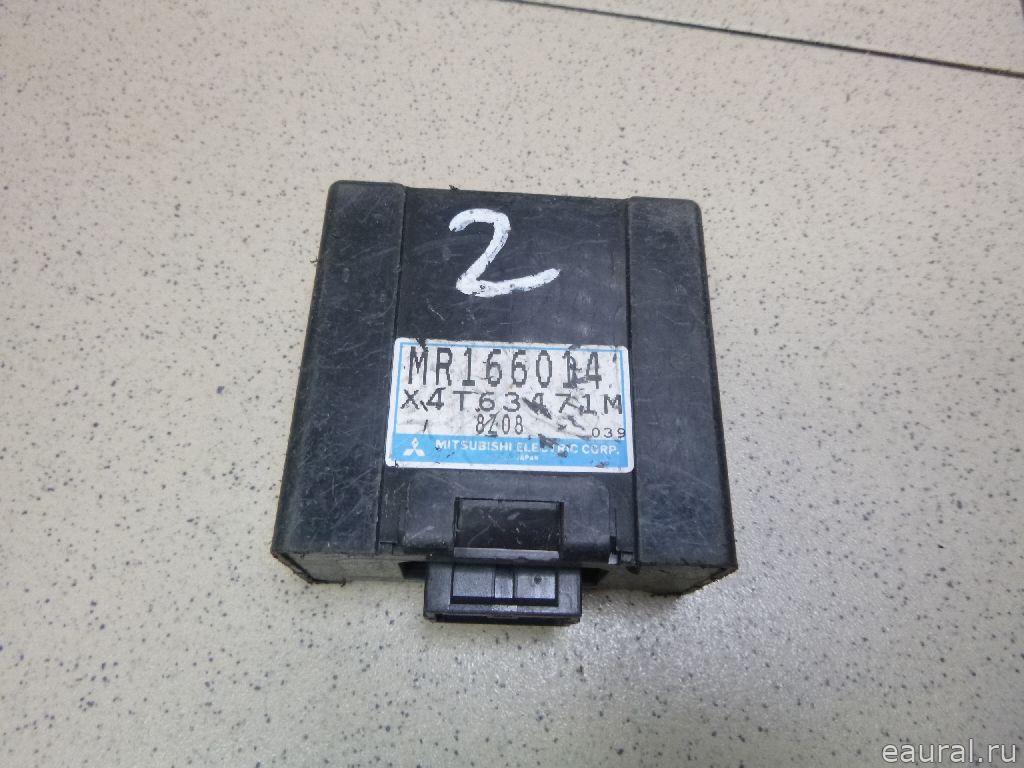 2
MR166014
X4T63471M
8Z08 039
MITSUBISHI ELECTRIC CORP.
JAPAN
eaural.ru